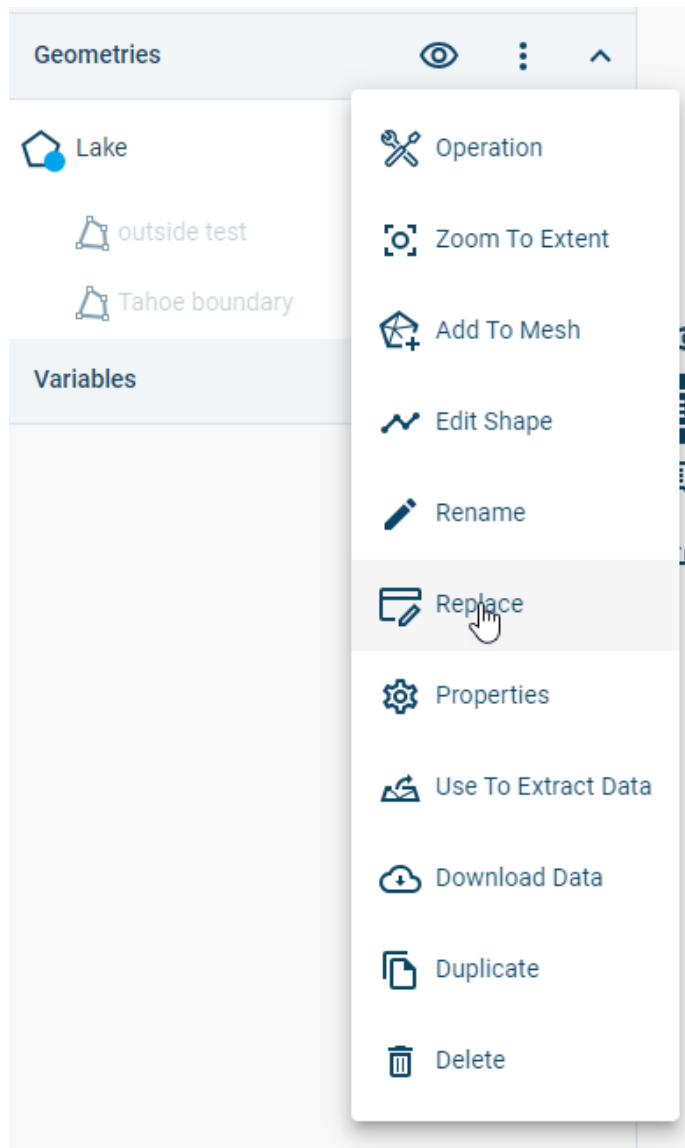 Geometries
Lake
outside test
Tahoe boundary
Variables
Operation
Zoom To Extent
Add To Mesh
Edit Shape
Rename
Replace
Properties
Use To Extract Data
Download Data
Duplicate
Delete